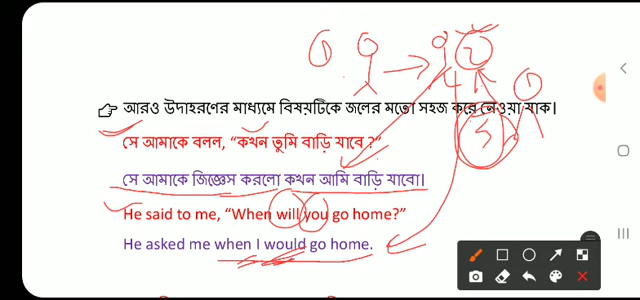 আরও উদাহরণের মাধ্যমে বিষয়টিকে জলের মতো সহজ করে নেওয়া যাক।
সে আমাকে বলল, “কখন তুমি বাড়ি যাবে ?”
সে আমাকে জিজ্ঞেস করলো কখন আমি বাড়ি যাবো।
He said to me, “When will you go home?”
He asked me when I would go home.